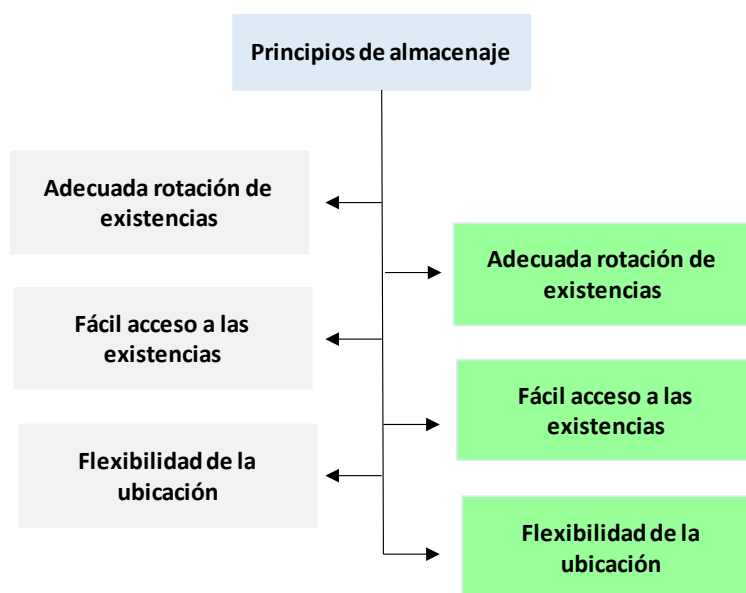 Principios de almacenaje
Adecuada rotación de
existencias
Adecuada rotación de
existencias
Fácil acceso a las
existencias
Fácil acceso a las
existencias
Flexibilidad de la
ubicación
Flexibilidad de la
ubicación